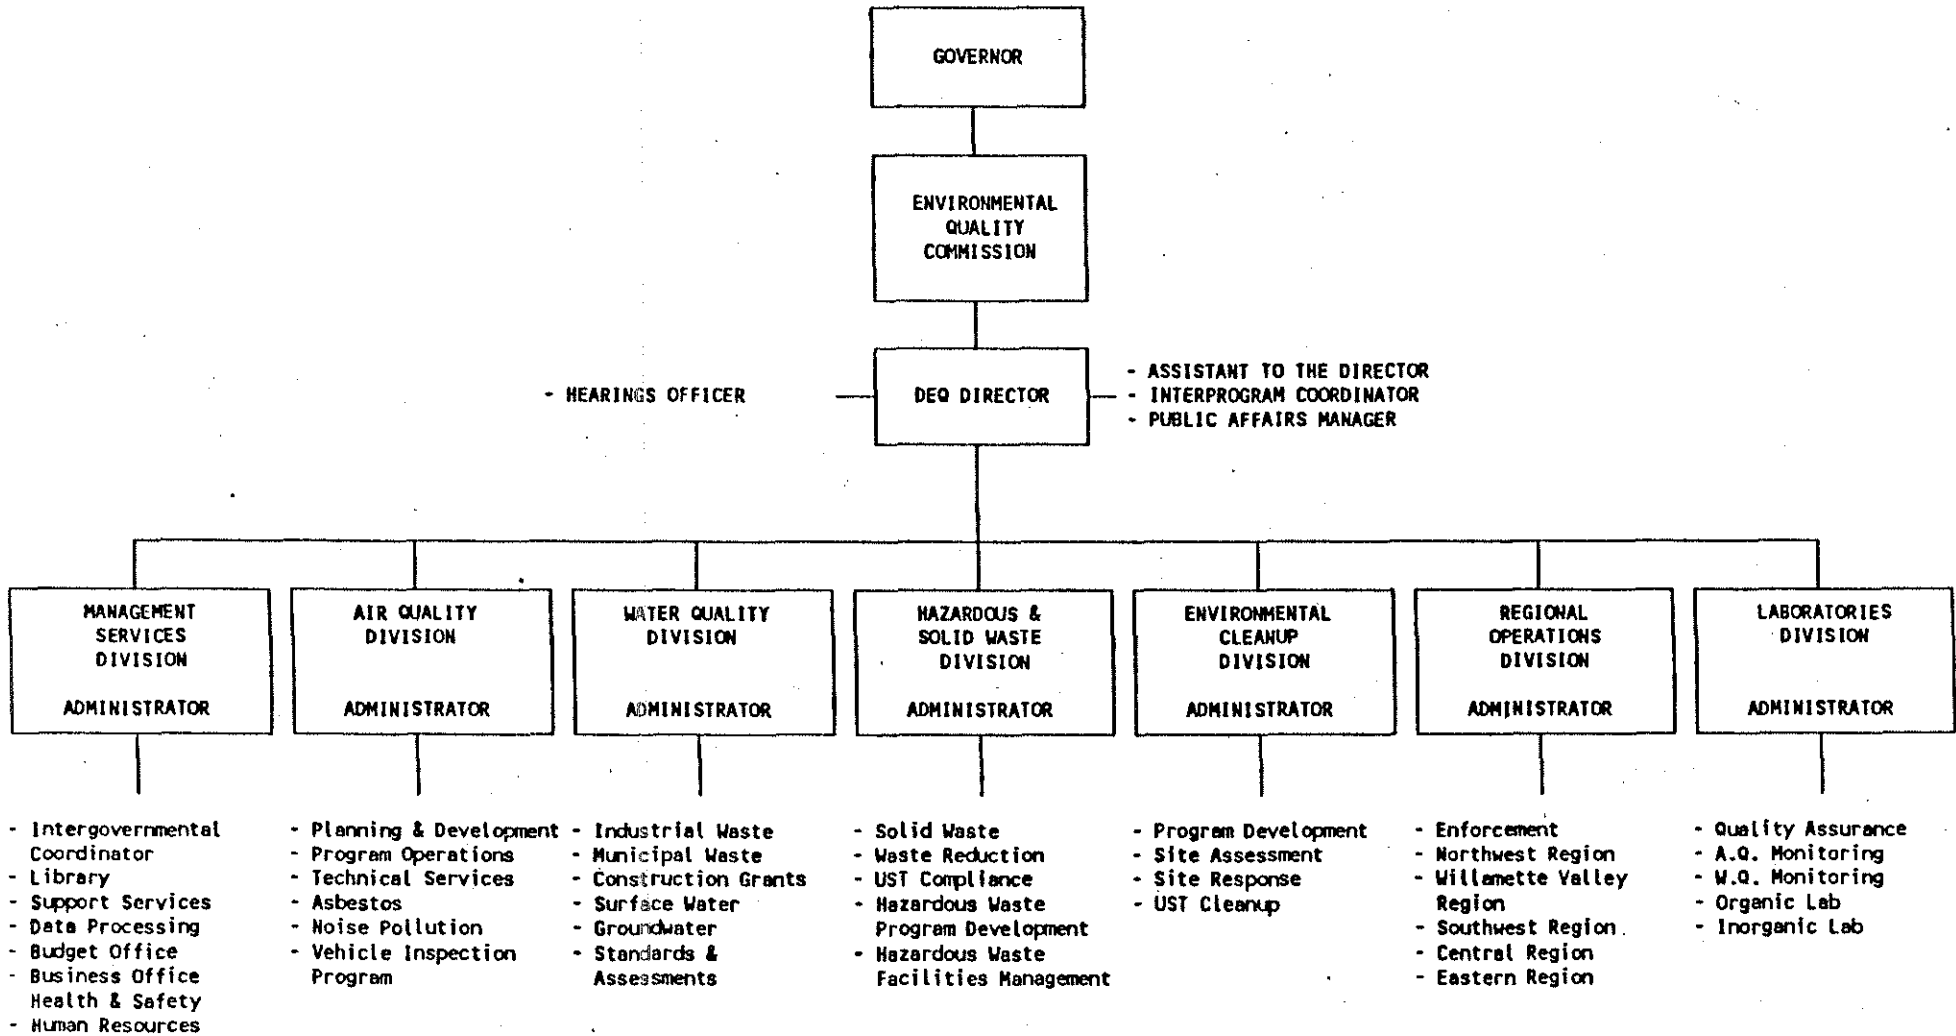 GOVERNOR
ENVIRONMENTAL
QUALITY
COMMISSION
- HEARINGS OFFICER
DEQ DIRECTOR
- ASSISTANT TO THE DIRECTOR
- INTERPROGRAM COORDINATOR
- PUBLIC AFFAIRS MANAGER
MANAGEMENT
SERVICES
DIVISION
ADMINISTRATOR
AIR QUALITY
DIVISION
ADMINISTRATOR
WATER QUALITY
DIVISION
ADMINISTRATOR
HAZARDOUS &
SOLID WASTE
DIVISION
ADMINISTRATOR
ENVIRONMENTAL
CLEANUP
DIVISION
ADMINISTRATOR
REGIONAL
OPERATIONS
DIVISION
ADMINISTRATOR
LABORATORIES
DIVISION
ADMINISTRATOR
- Intergovernmental
Coordinator
- Library
- Support Services
- Data Processing
- Budget Office
- Business Office
Health & Safety
- Human Resources
- Planning & Development
- Program Operations
- Technical Services
- Asbestos
- Noise Pollution
- Vehicle Inspection
Program
- Industrial Waste
- Municipal Waste
- Construction Grants
- Surface Water
- Groundwater
- Standards &
Assessments
- Solid Waste
- Waste Reduction
- UST Compliance
- Hazardous Waste
Program Development
- Hazardous Waste
Facilities Management
- Program Development
- Site Assessment
- Site Response
- UST Cleanup
- Enforcement
- Northwest Region
- Willamette Valley
Region
- Southwest Region
- Central Region
- Eastern Region
- Quality Assurance
- A.Q. Monitoring
- W.Q. Monitoring
- Organic Lab
- Inorganic Lab